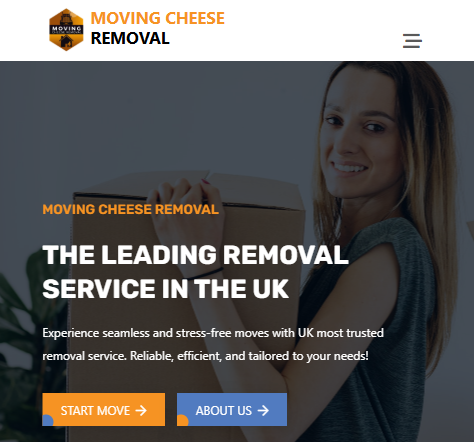 MOVING CHEESE
REMOVAL
MOVING
MOVING CHEESE REMOVAL
THE LEADING REMOVAL
SERVICE IN THE UK
Experience seamless and stress-free moves with UK most trusted
removal service. Reliable, efficient, and tailored to your needs!
START MOVE → ABOUT US →